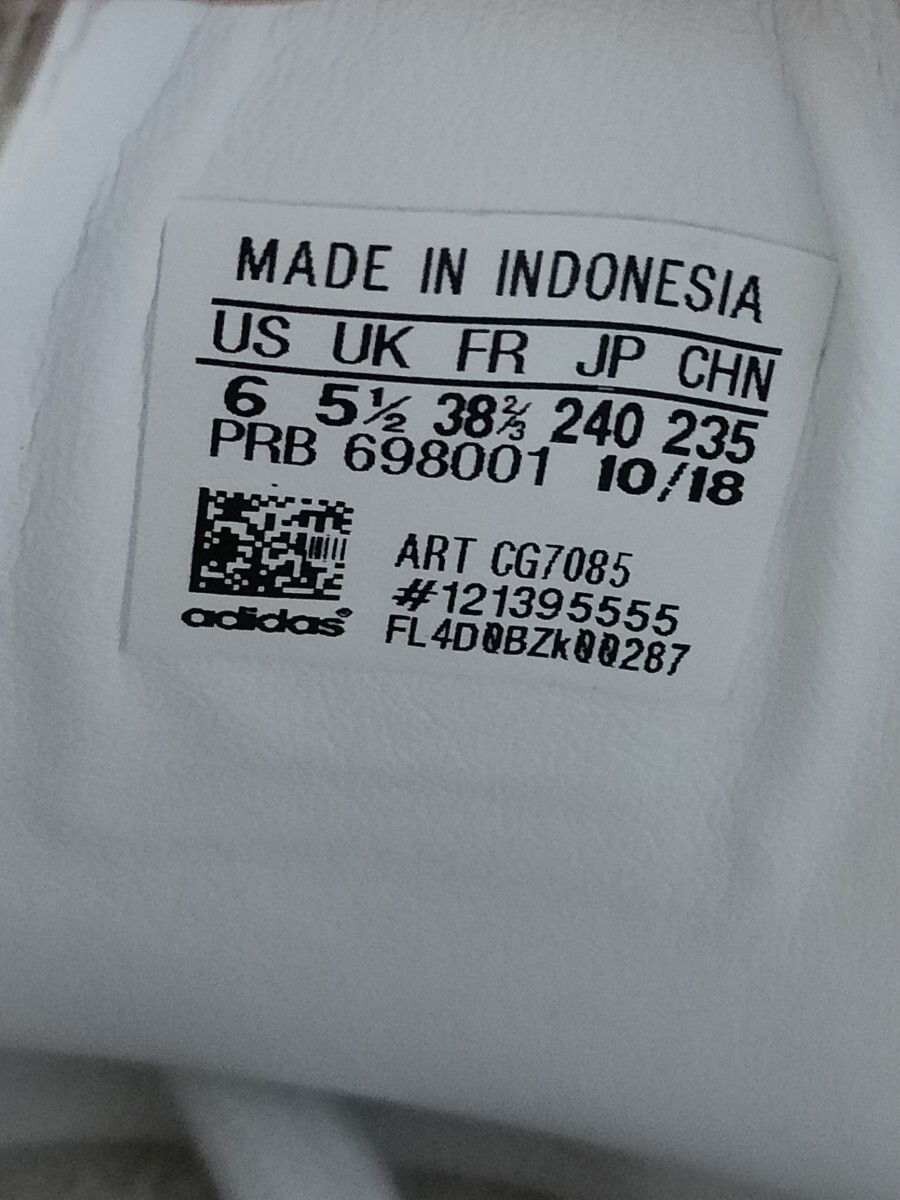 MADE IN INDONESIA
US UK FR JP CHN
6 5½ 38⅔ 240 235
PRB 698001 10/18
ART CG7085
#121395555
adidas® FL4D0BZk00287